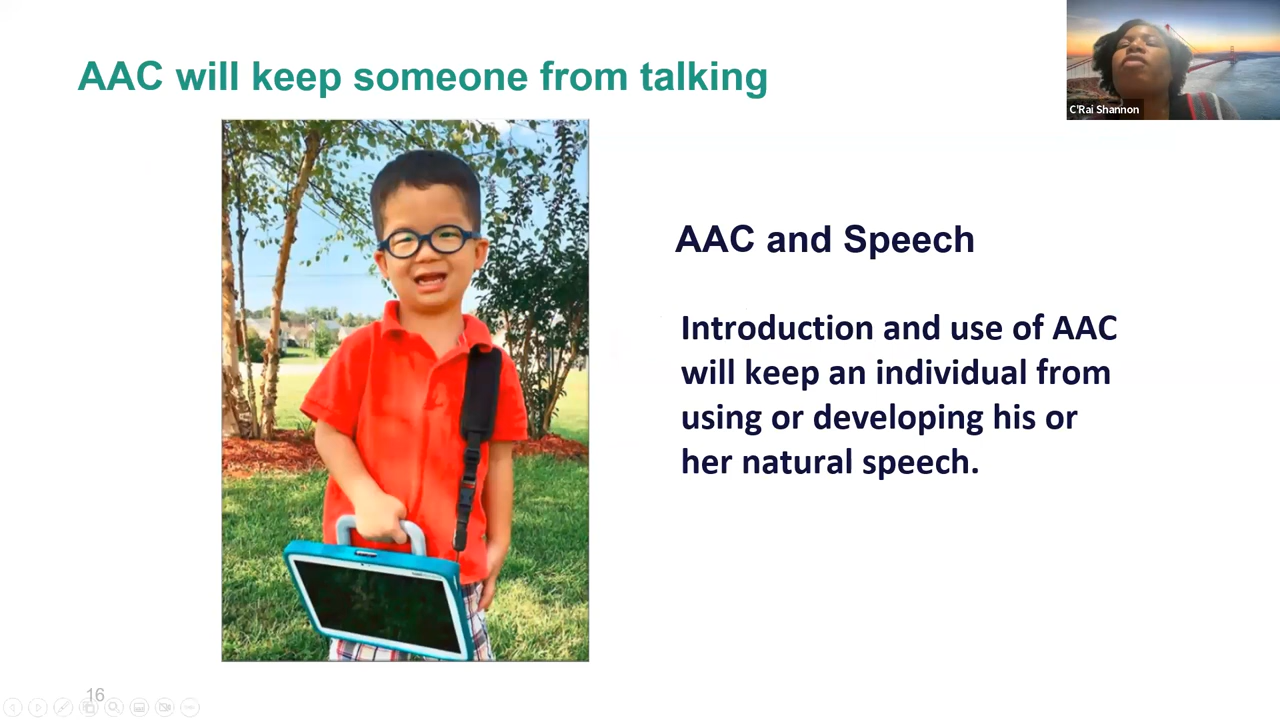 AAC will keep someone from talking
C'Rai Shannon
AAC and Speech
Introduction and use of AAC
will keep an individual from
using or developing his or
her natural speech.
16